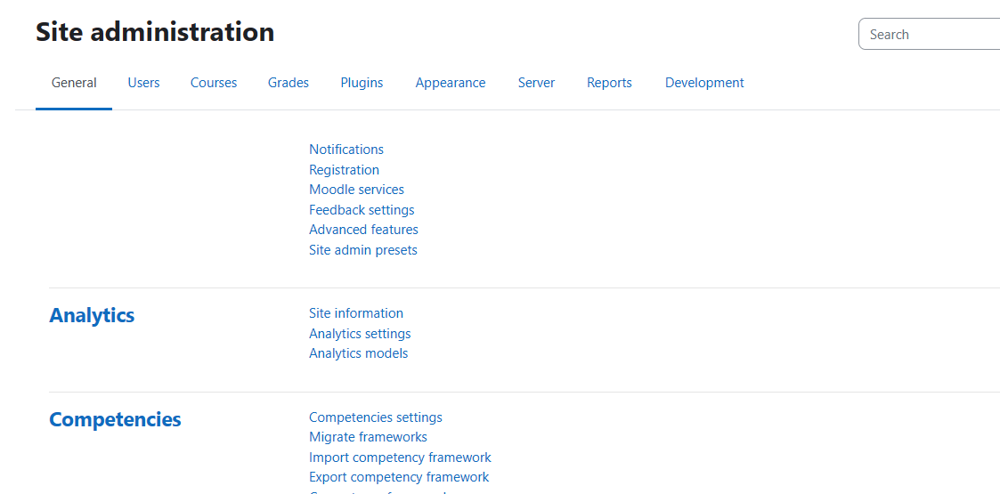 Site administration
Search
General Users Courses Grades Plugins Appearance Server Reports Development
Notifications
Registration
Moodle services
Feedback settings
Advanced features
Site admin presets
Analytics
Site information
Analytics settings
Analytics models
Competencies
Competencies settings
Migrate frameworks
Import competency framework
Export competency framework